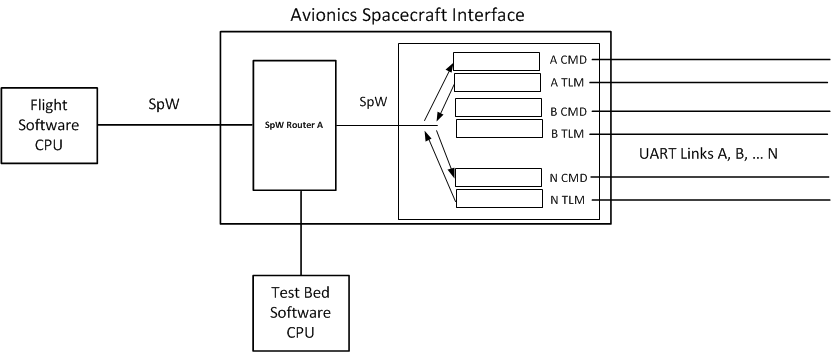 Avionics Spacecraft Interface
Flight
Software
CPU
SpW
SpW Router A
SpW
A CMD
A TLM
B CMD
B TLM
N CMD
N TLM
UART Links A, B, ... N
Test Bed
Software
CPU